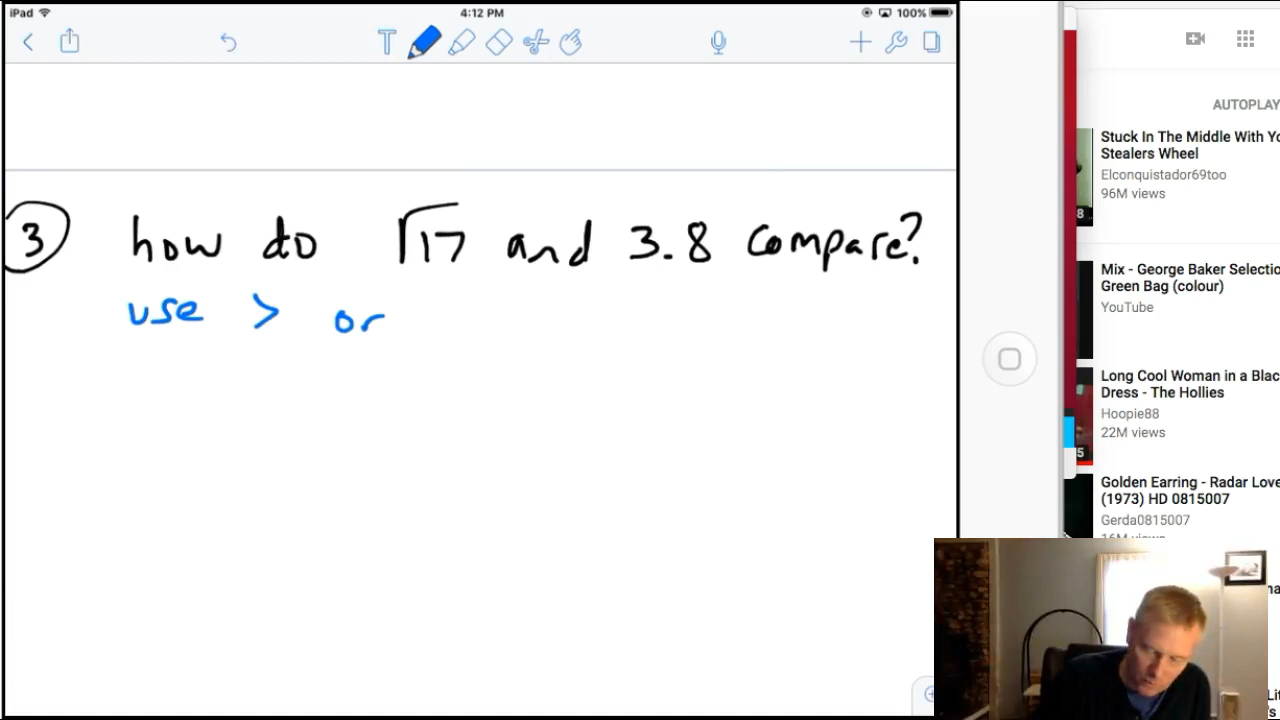 iPad
4:12 PM
100%
T
3 how do √17 and 3.8 compare?
use > or
AUTOPLAY
Stuck In The Middle With Yo
Stealers Wheel
Elconquistador69too
96M views
8
Mix - George Baker Selectio
Green Bag (colour)
YouTube
Long Cool Woman in a Blac
Dress - The Hollies
Hoopie88
22M views
5
Golden Earring - Radar Love
(1973) HD 0815007
Gerda0815007